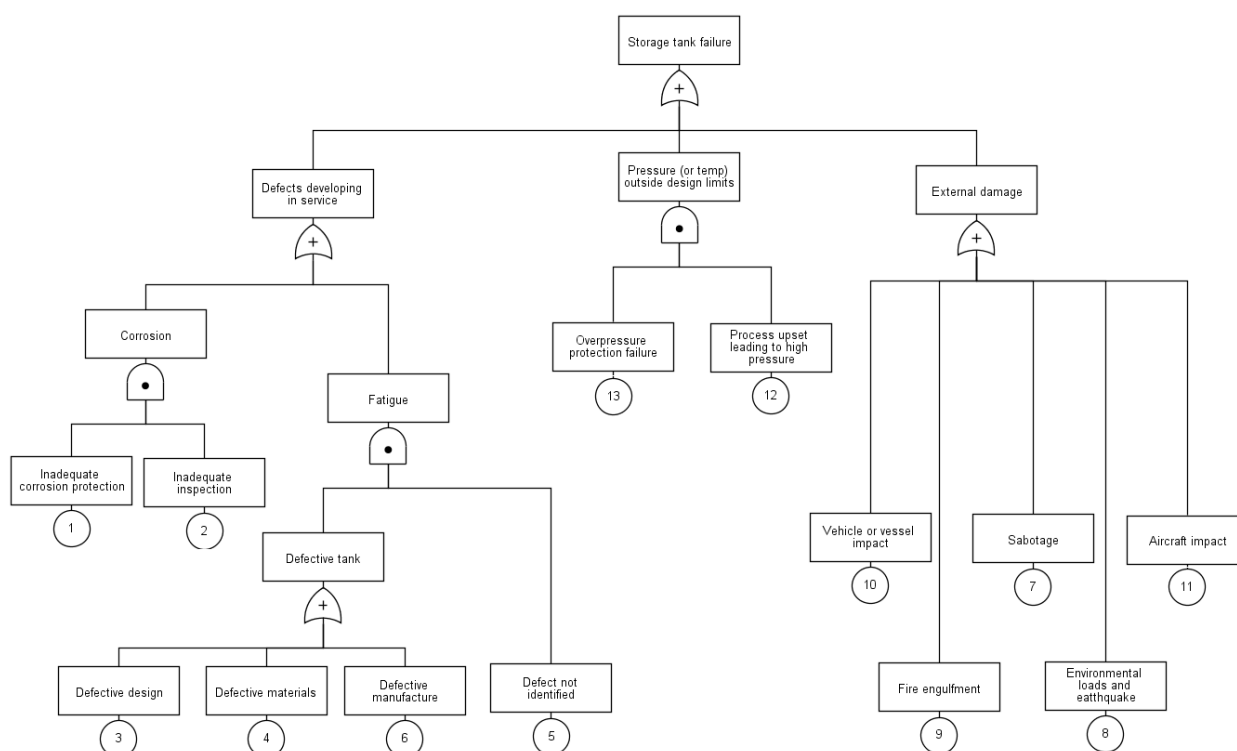 Storage tank failure
+
Defects developing
in service
+
Pressure (or temp)
outside design limits
External damage
+
Corrosion
Fatigue
Overpressure
protection failure
13
Process upset
leading to high
pressure
12
Inadequate
corrosion protection
1
Inadequate
inspection
2
Defective tank
+
Vehicle or vessel
impact
10
Sabotage
7
Aircraft impact
11
Defective design
3
Defective materials
4
Defective
manufacture
6
Defect not
identified
5
Fire engulfment
9
Environmental
loads and
eatthquake
8